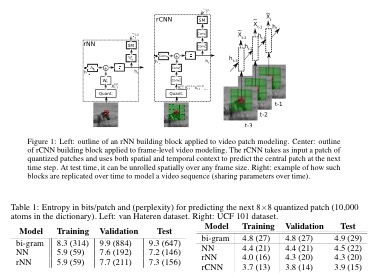 rNN
rCNN
SM
SM
Quant.
Quant.
t-1
t-2
t-3
Figure 1: Left: outline of an rNN building block applied to video patch modeling. Center: outline
of rCNN building block applied to frame-level video modeling. The rCNN takes as input a patch of
quantized patches and uses both spatial and temporal context to predict the central patch at the next
time step. At test time, it can be unrolled spatially over any frame size. Right: example of how such
blocks are replicated over time to model a video sequence (sharing parameters over time).
Table 1: Entropy in bits/patch and (perplexity) for predicting the next 8×8 quantized patch (10,000
atoms in the dictionary). Left: van Hateren dataset. Right: UCF 101 dataset.
Model Training Validation Test
bi-gram 8.3 (314) 9.9 (884) 9.3 (647)
NN 5.9 (59) 7.6 (192) 7.2 (146)
rNN 5.9 (59) 7.7 (211) 7.3 (156)
Model Training Validation Test
bi-gram 4.8 (27) 4.8 (27) 4.9 (29)
NN 4.4 (21) 4.4 (21) 4.5 (22)
rNN 4.0 (16) 4.3 (20) 4.3 (20)
rCNN 3.7 (13) 3.8 (14) 3.9 (15)